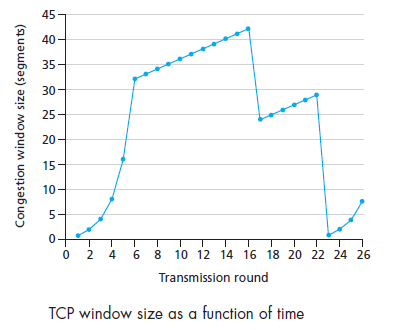 Congestion window size (segments)
45
40
35
30
25
20
15
10
5
0
0 2 4 6 8 10 12 14 16 18 20 22 24 26
Transmission round
TCP window size as a function of time